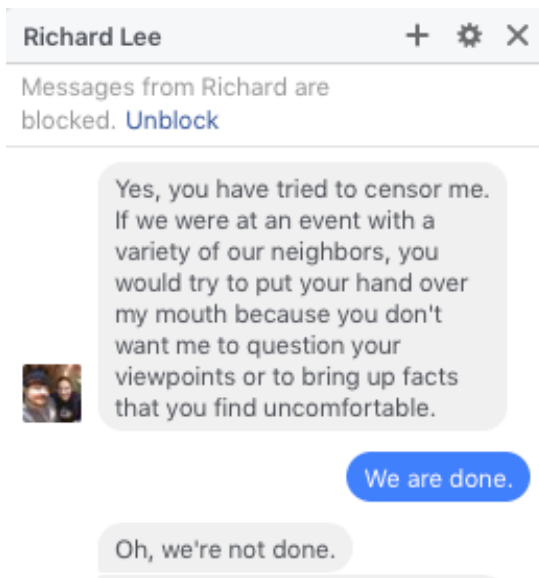 Richard Lee
Messages from Richard are
blocked. Unblock
Yes, you have tried to censor me.
If we were at an event with a
variety of our neighbors, you
would try to put your hand over
my mouth because you don't
want me to question your
viewpoints or to bring up facts
that you find uncomfortable.
We are done.
Oh, we're not done.